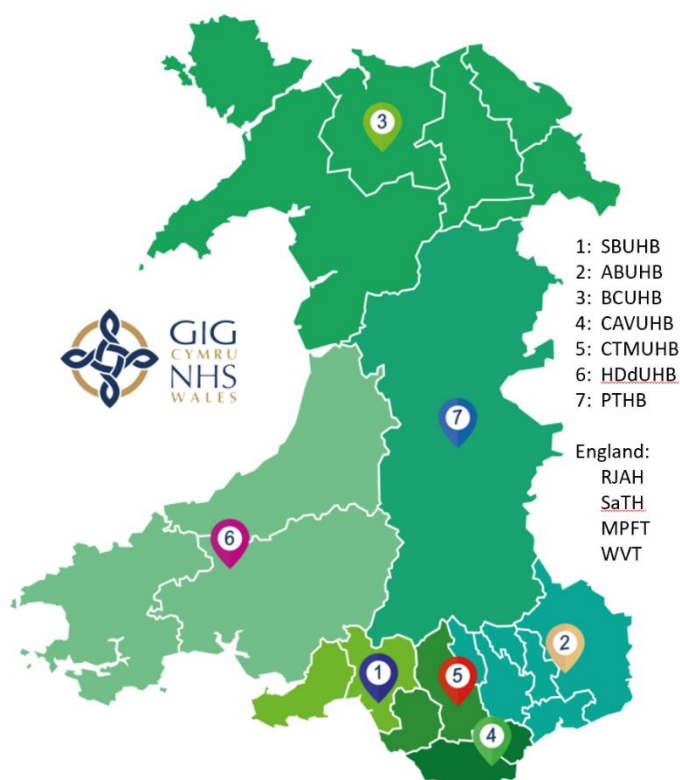 3
1: SBUHB
2: ABUHB
3: BCUHB
4: CAVUHB
5: CTMUHB
6: HDdUHB
7: PTHB
England:
RJAH
SaTH
MPFT
WVT
GIG
CYMRU
NHS
WALES
7
6
2
1
5
4